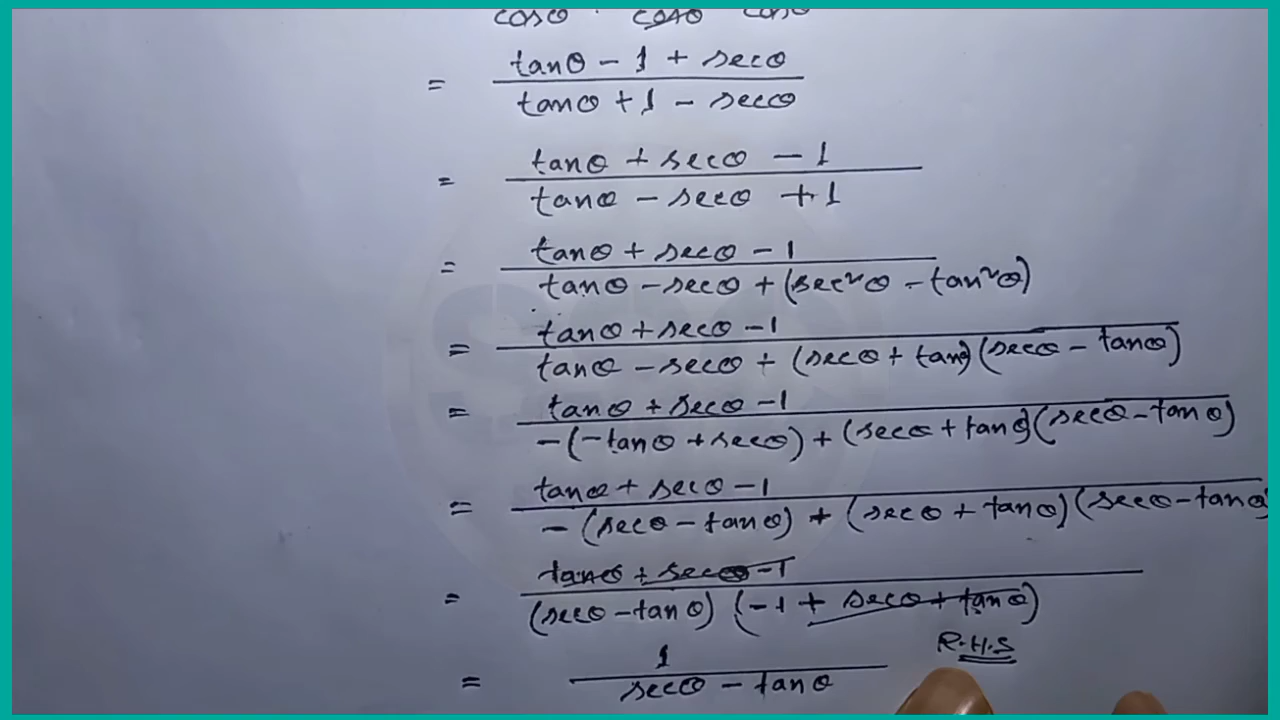 cosθ cosθ cosθ
= tanθ - 1 + secθ
tanθ + 1 - secθ
= tanθ + secθ - 1
tanθ - secθ + 1
= tanθ + secθ - 1
tanθ - secθ + (sec²θ - tan²θ)
= tanθ + secθ - 1
tanθ - secθ + (secθ + tanθ)(secθ - tanθ)
= tanθ + secθ - 1
-(-tanθ + secθ) + (secθ + tanθ)(secθ - tanθ)
= tanθ + secθ - 1
-(secθ - tanθ) + (secθ + tanθ)(secθ - tanθ)
= tanθ + secθ - 1
(secθ - tanθ) (-1 + secθ + tanθ)
R.H.S
= 1
secθ - tanθ